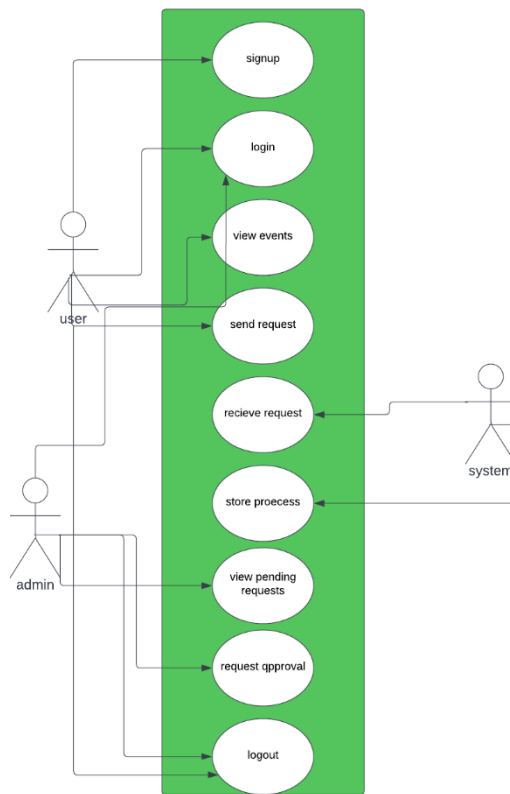 signup
login
view events
user
send request
recieve request
system
store proecess
admin
view pending
requests
request qpproval
logout